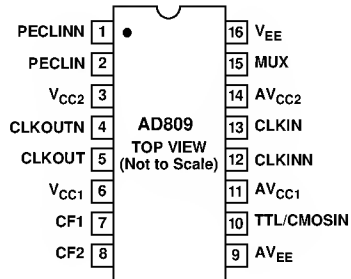 PECLINN 1
PECLIN 2
VCC2 3
CLKOUTN 4
CLKOUT 5
VCC1 6
CF1 7
CF2 8
AD809
TOP VIEW
(Not to Scale)
16 VEE
15 MUX
14 AVCC2
13 CLKIN
12 CLKINN
11 AVCC1
10 TTL/CMOSIN
9 AVEE